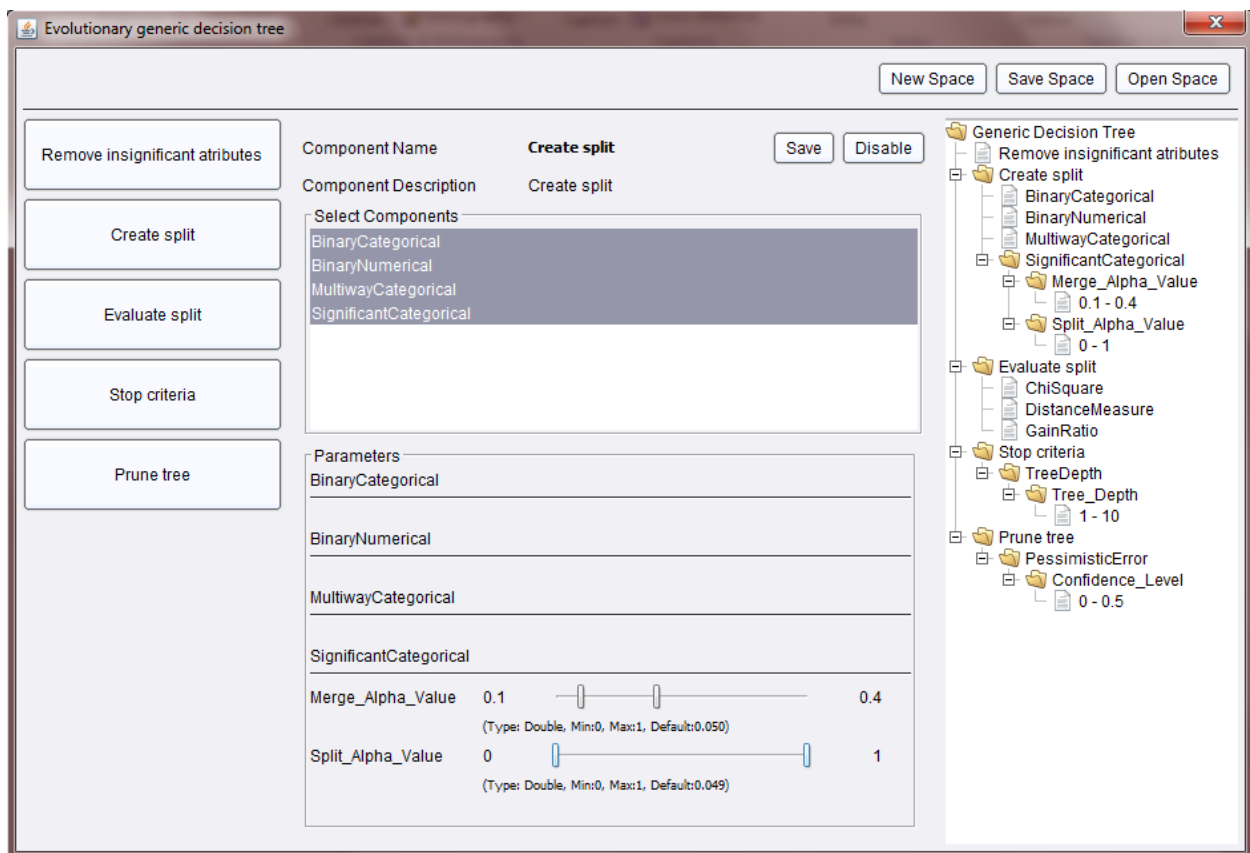 Evolutionary generic decision tree
New Space Save Space Open Space
Remove insignificant atributes
Create split
Evaluate split
Stop criteria
Prune tree
Component Name Create split Save Disable
Component Description Create split
Select Components
BinaryCategorical
BinaryNumerical
MultiwayCategorical
SignificantCategorical
Parameters
BinaryCategorical
BinaryNumerical
MultiwayCategorical
SignificantCategorical
Merge_Alpha_Value 0.1 0.4
(Type: Double, Min:0, Max:1, Default:0.050)
Split_Alpha_Value 0 1
(Type: Double, Min:0, Max:1, Default:0.049)
Generic Decision Tree
Remove insignificant atributes
Create split
BinaryCategorical
BinaryNumerical
MultiwayCategorical
SignificantCategorical
Merge_Alpha_Value
0.1 - 0.4
Split_Alpha_Value
0 - 1
Evaluate split
ChiSquare
DistanceMeasure
GainRatio
Stop criteria
TreeDepth
Tree_Depth
1 - 10
Prune tree
PessimisticError
Confidence_Level
0 - 0.5